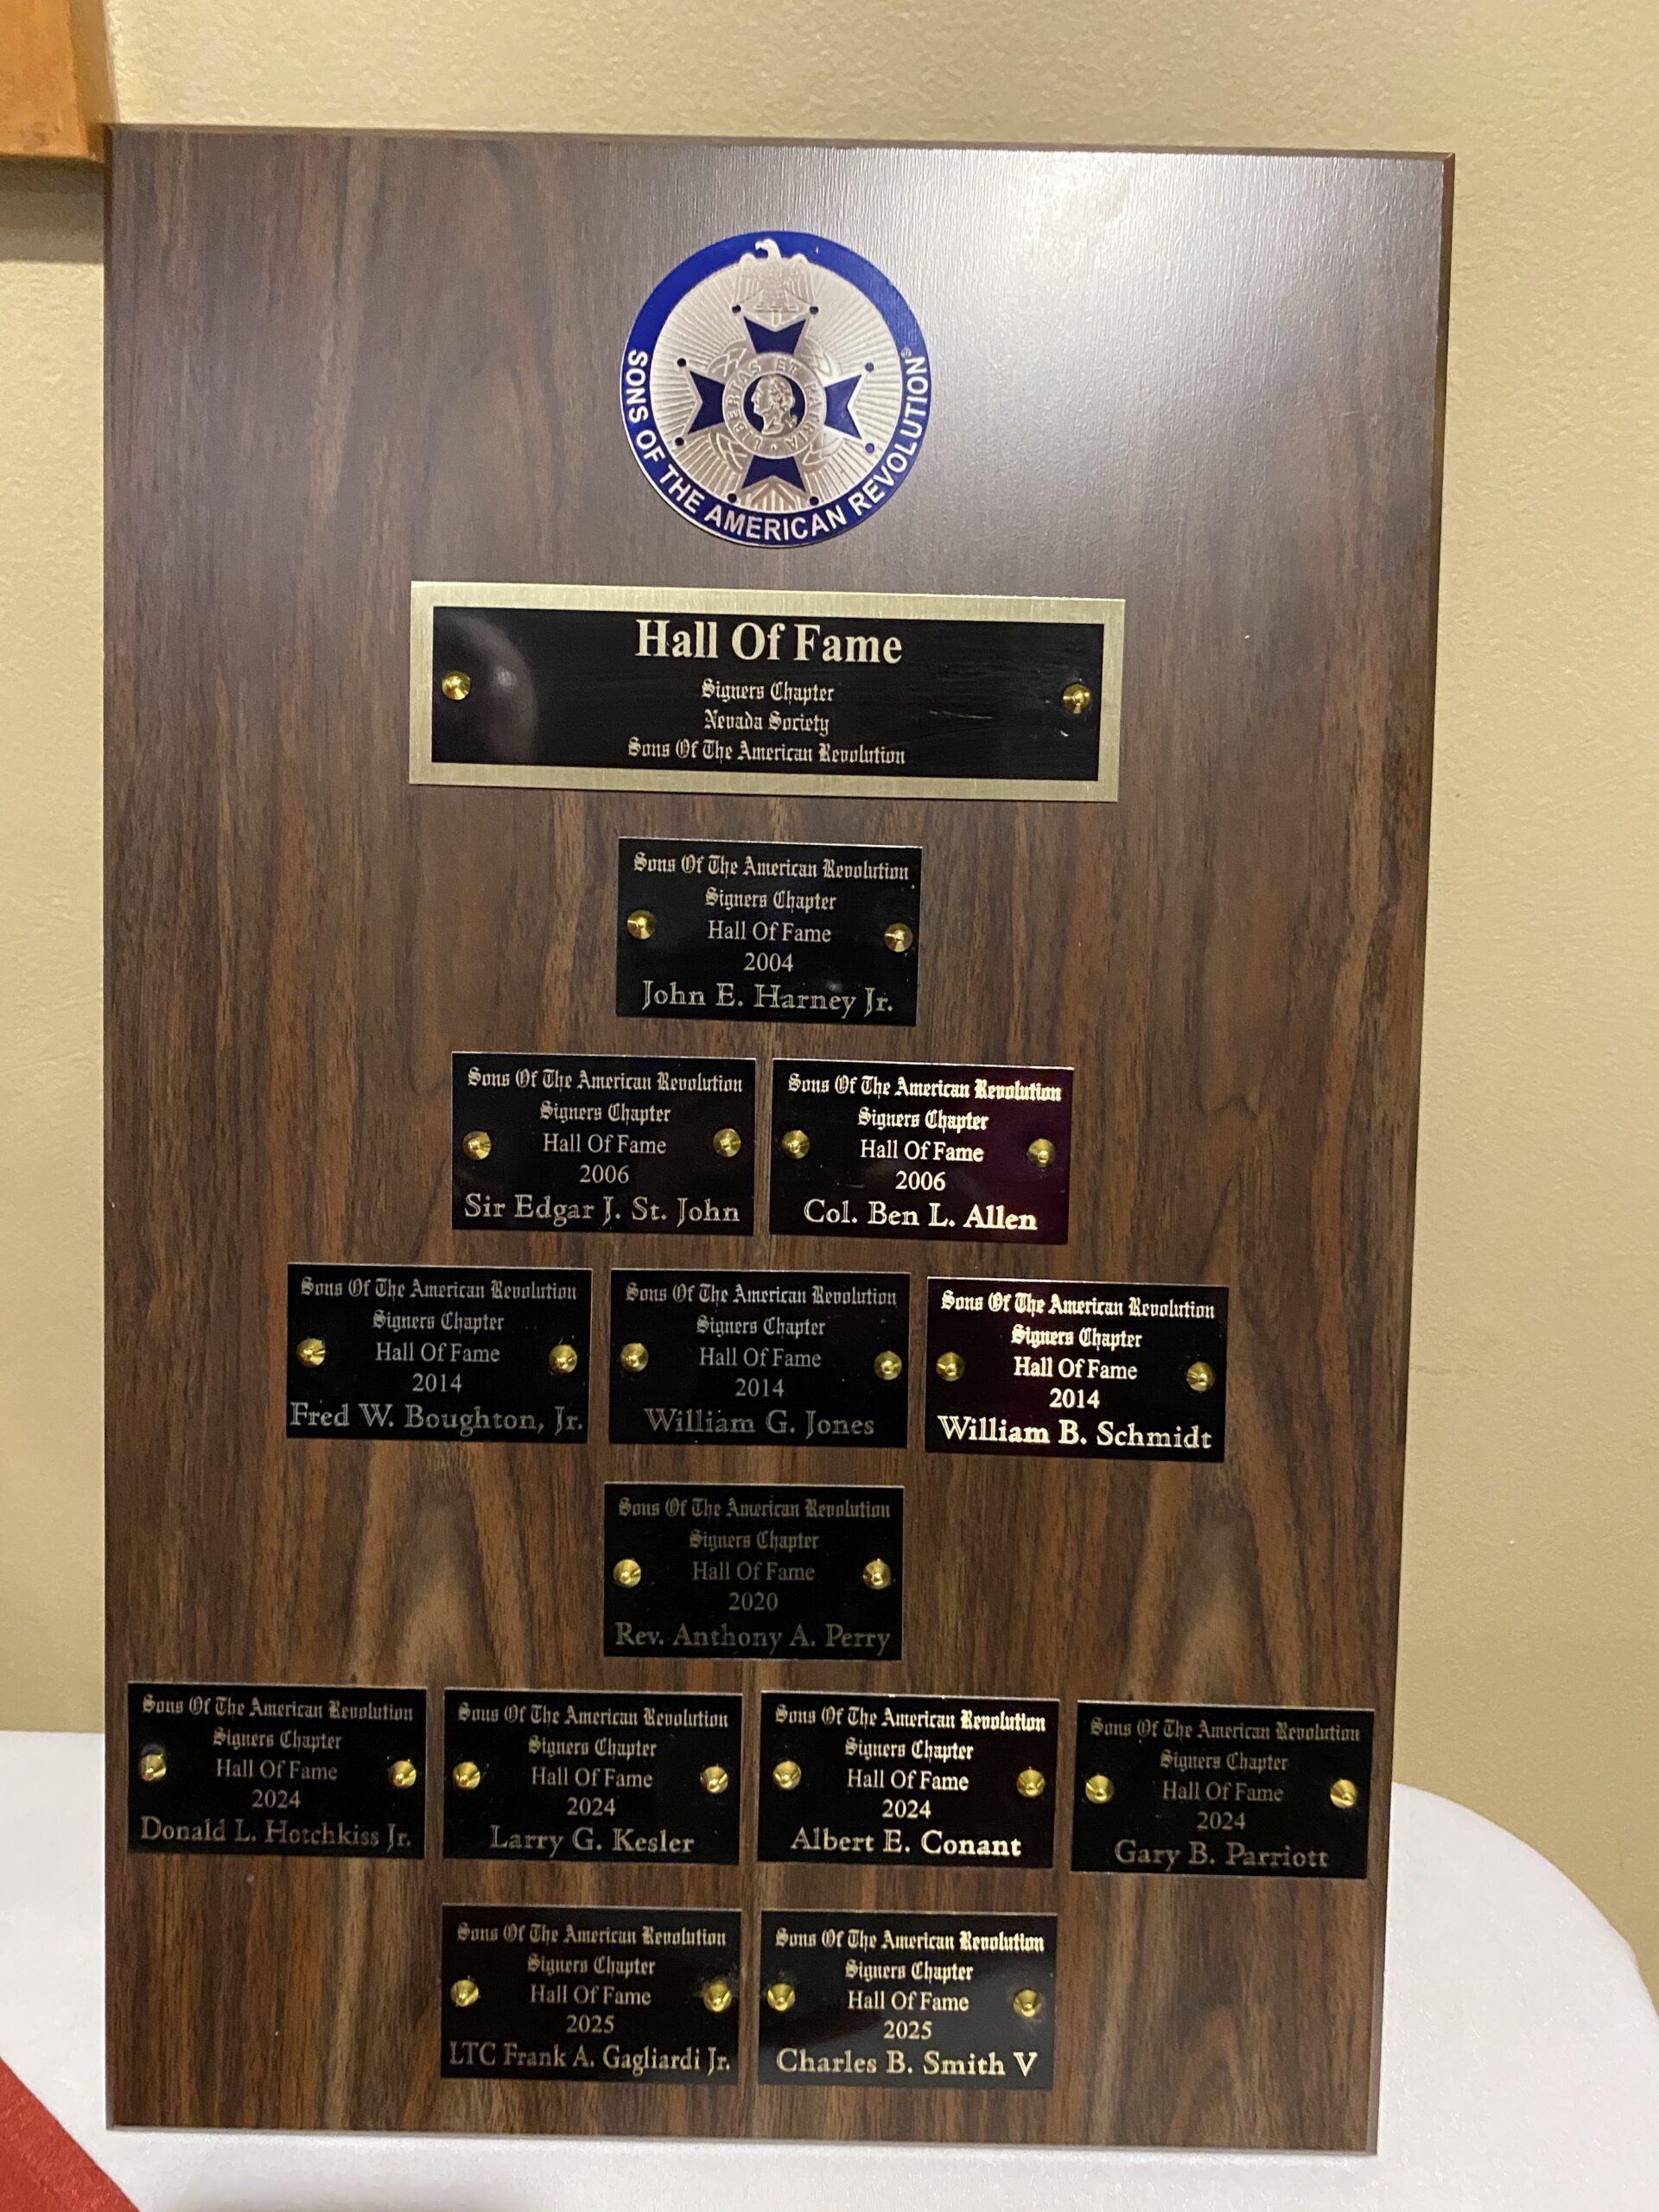 SONS OF THE AMERICAN REVOLUTION®
LIBERTAS ET PATRIA
Hall Of Fame
Signers Chapter
Nevada Society
Sons Of The American Revolution
Sons Of The American Revolution
Signers Chapter
Hall Of Fame
2004
John E. Harney Jr.
Sons Of The American Revolution
Signers Chapter
Hall Of Fame
2006
Sir Edgar J. St. John
Sons Of The American Revolution
Signers Chapter
Hall Of Fame
2006
Col. Ben L. Allen
Sons Of The American Revolution
Signers Chapter
Hall Of Fame
2014
Fred W. Boughton, Jr.
Sons Of The American Revolution
Signers Chapter
Hall Of Fame
2014
William G. Jones
Sons Of The American Revolution
Signers Chapter
Hall Of Fame
2014
William B. Schmidt
Sons Of The American Revolution
Signers Chapter
Hall Of Fame
2020
Rev. Anthony A. Perry
Sons Of The American Revolution
Signers Chapter
Hall Of Fame
2024
Donald L. Hotchkiss Jr.
Sons Of The American Revolution
Signers Chapter
Hall Of Fame
2024
Larry G. Kesler
Sons Of The American Revolution
Signers Chapter
Hall Of Fame
2024
Albert E. Conant
Sons Of The American Revolution
Signers Chapter
Hall Of Fame
2024
Gary B. Parriott
Sons Of The American Revolution
Signers Chapter
Hall Of Fame
2025
LTC Frank A. Gagliardi Jr.
Sons Of The American Revolution
Signers Chapter
Hall Of Fame
2025
Charles B. Smith V